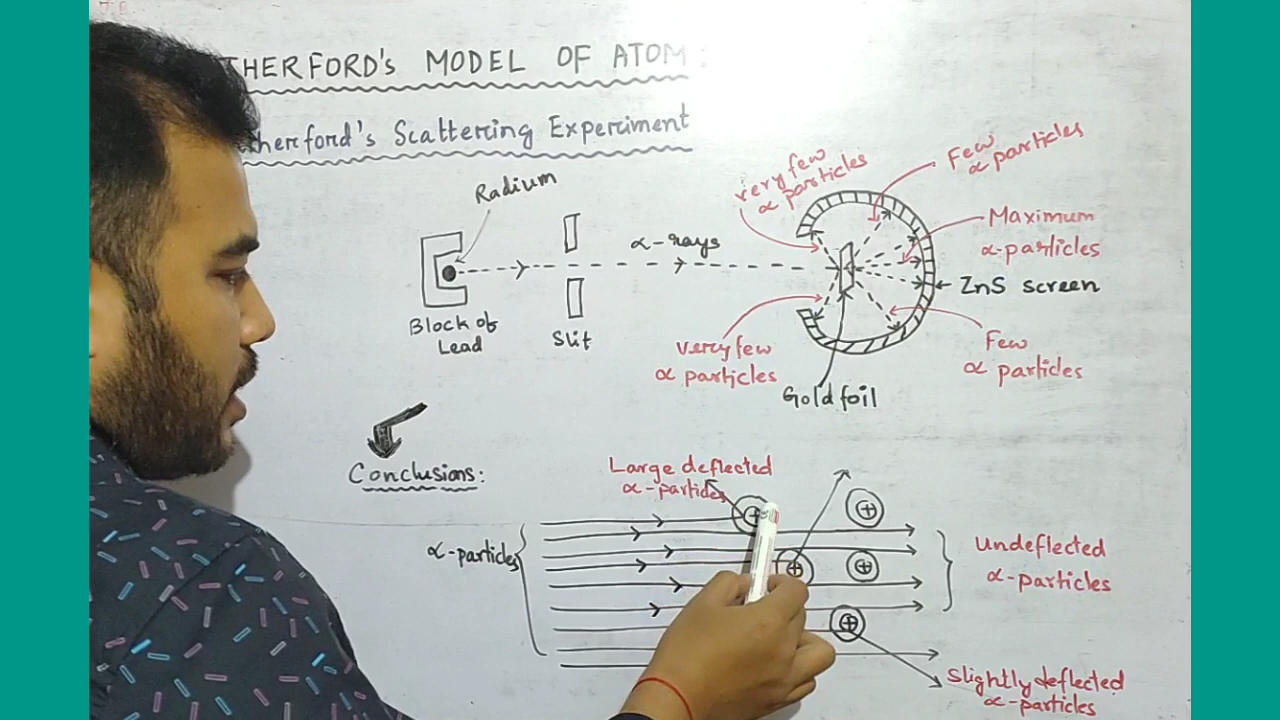 THERFORD's MODEL OF ATOM:
therford's Scattering Experiment
Radium
α-rays
very few
α particles
Few
α particles
Maximum
α-particles
ZnS screen
Block of
Lead
Slit
very few
α particles
Few
α particles
Gold foil
Conclusions:
Large deflected
α-particles
α-particles
Undeflected
α-particles
Slightly deflected
α-particles